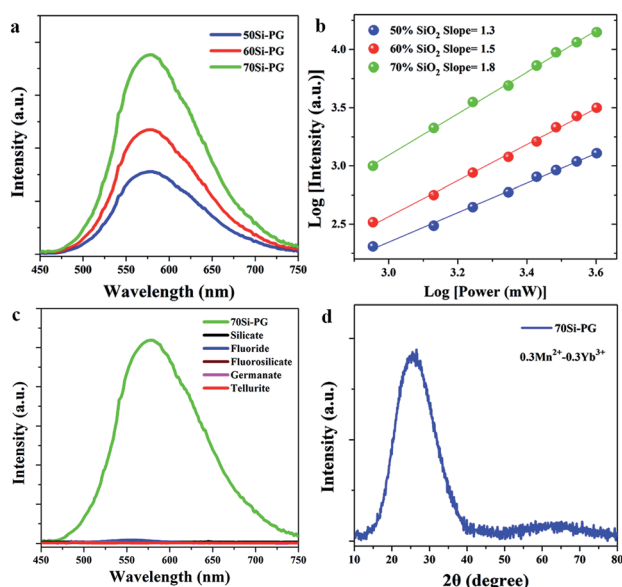 a
50Si-PG
60Si-PG
70Si-PG
Intensity (a.u.)
450 500 550 600 650 700 750
Wavelength (nm)
b
50% SiO₂ Slope= 1.3
60% SiO₂ Slope= 1.5
70% SiO₂ Slope= 1.8
Log [Intensity (a.u.)]
4.0
3.5
3.0
2.5
3.0 3.2 3.4 3.6
Log [Power (mW)]
c
70Si-PG
Silicate
Fluoride
Fluorosilicate
Germanate
Tellurite
Intensity (a.u.)
450 500 550 600 650 700 750
Wavelength (nm)
d
70Si-PG
0.3Mn²⁺-0.3Yb³⁺
Intensity (a.u.)
10 20 30 40 50 60 70 80
2θ (degree)